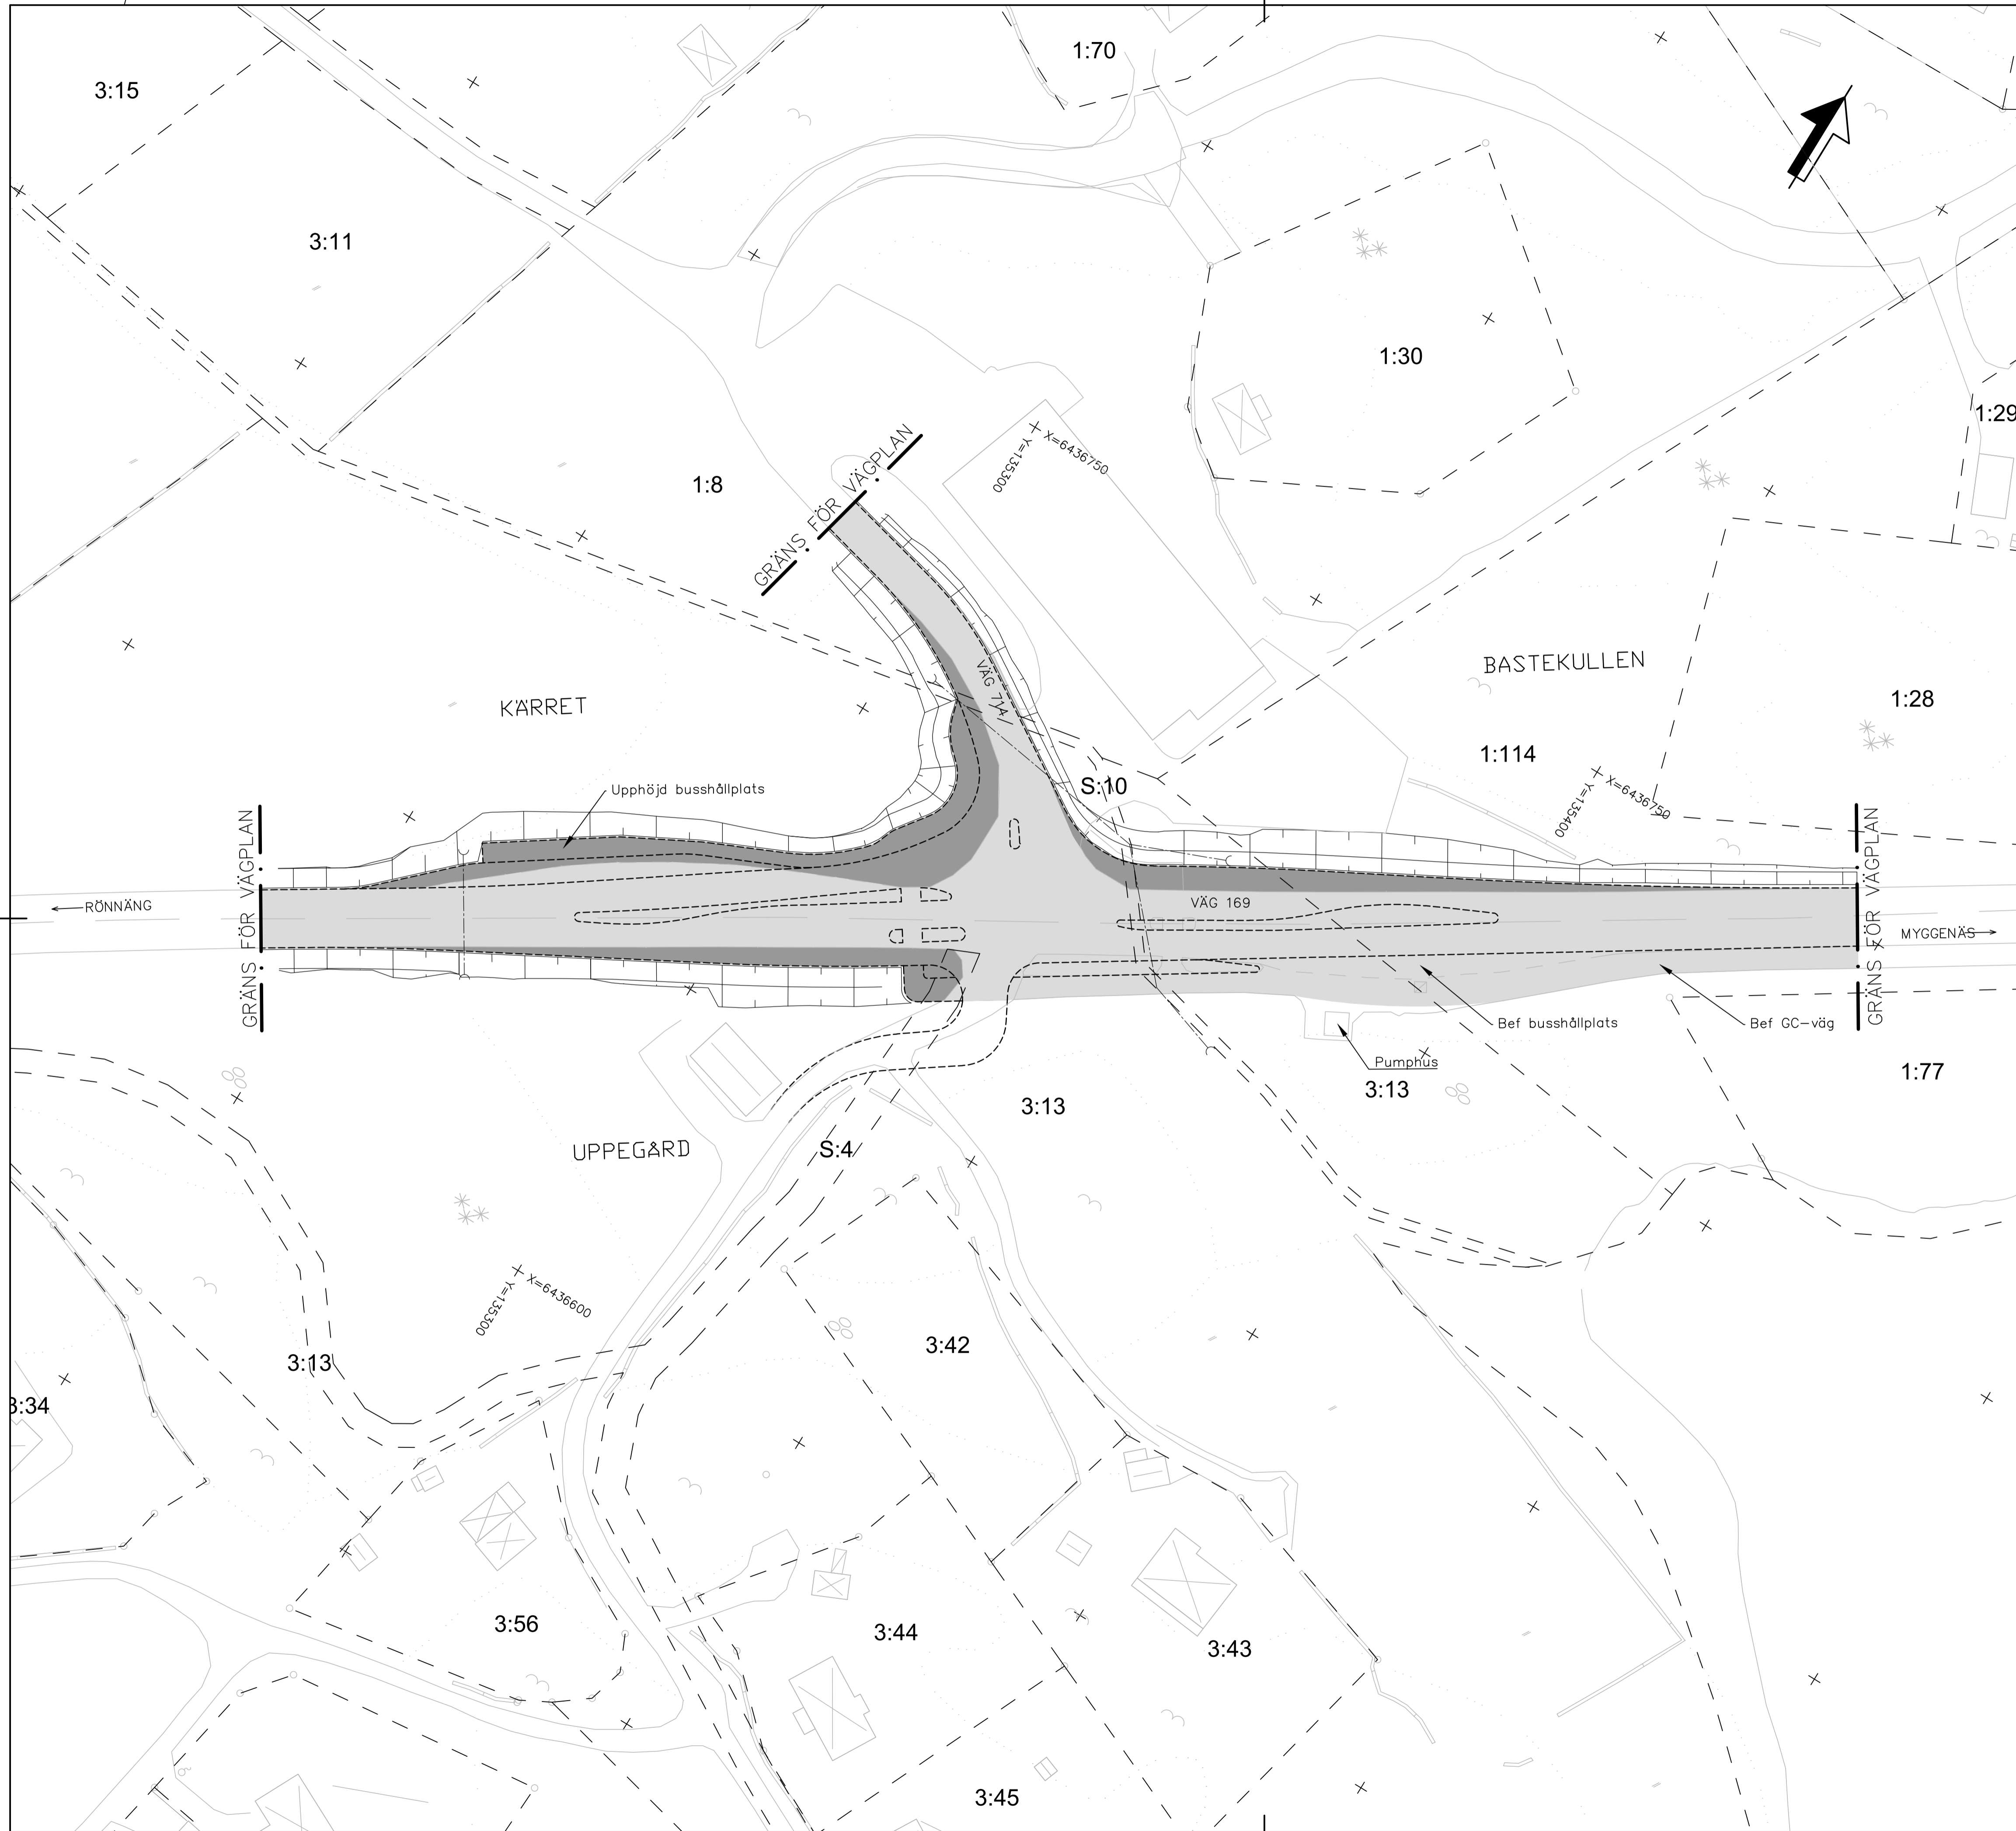 1:70
3:15
3:11
1:30
1:29
X=6436750
Y=135300
GRÄNS FÖR VÄGPLAN
1:8
BASTEKULLEN
KÄRRET
VÄG 714
1:28
1:114
S:10
X=6436750
Y=135400
Upphöjd busshållplats
GRÄNS FÖR VÄGPLAN
GRÄNS FÖR VÄGPLAN
RÖNNÄNG
VÄG 169
MYGGENÄS
Bef busshållplats
Bef GC-väg
Pumphus
3:13
1:77
3:13
UPPEGÅRD
S:4
X=6436600
Y=135300
3:42
3:13
3:34
3:56
3:44
3:43
3:45